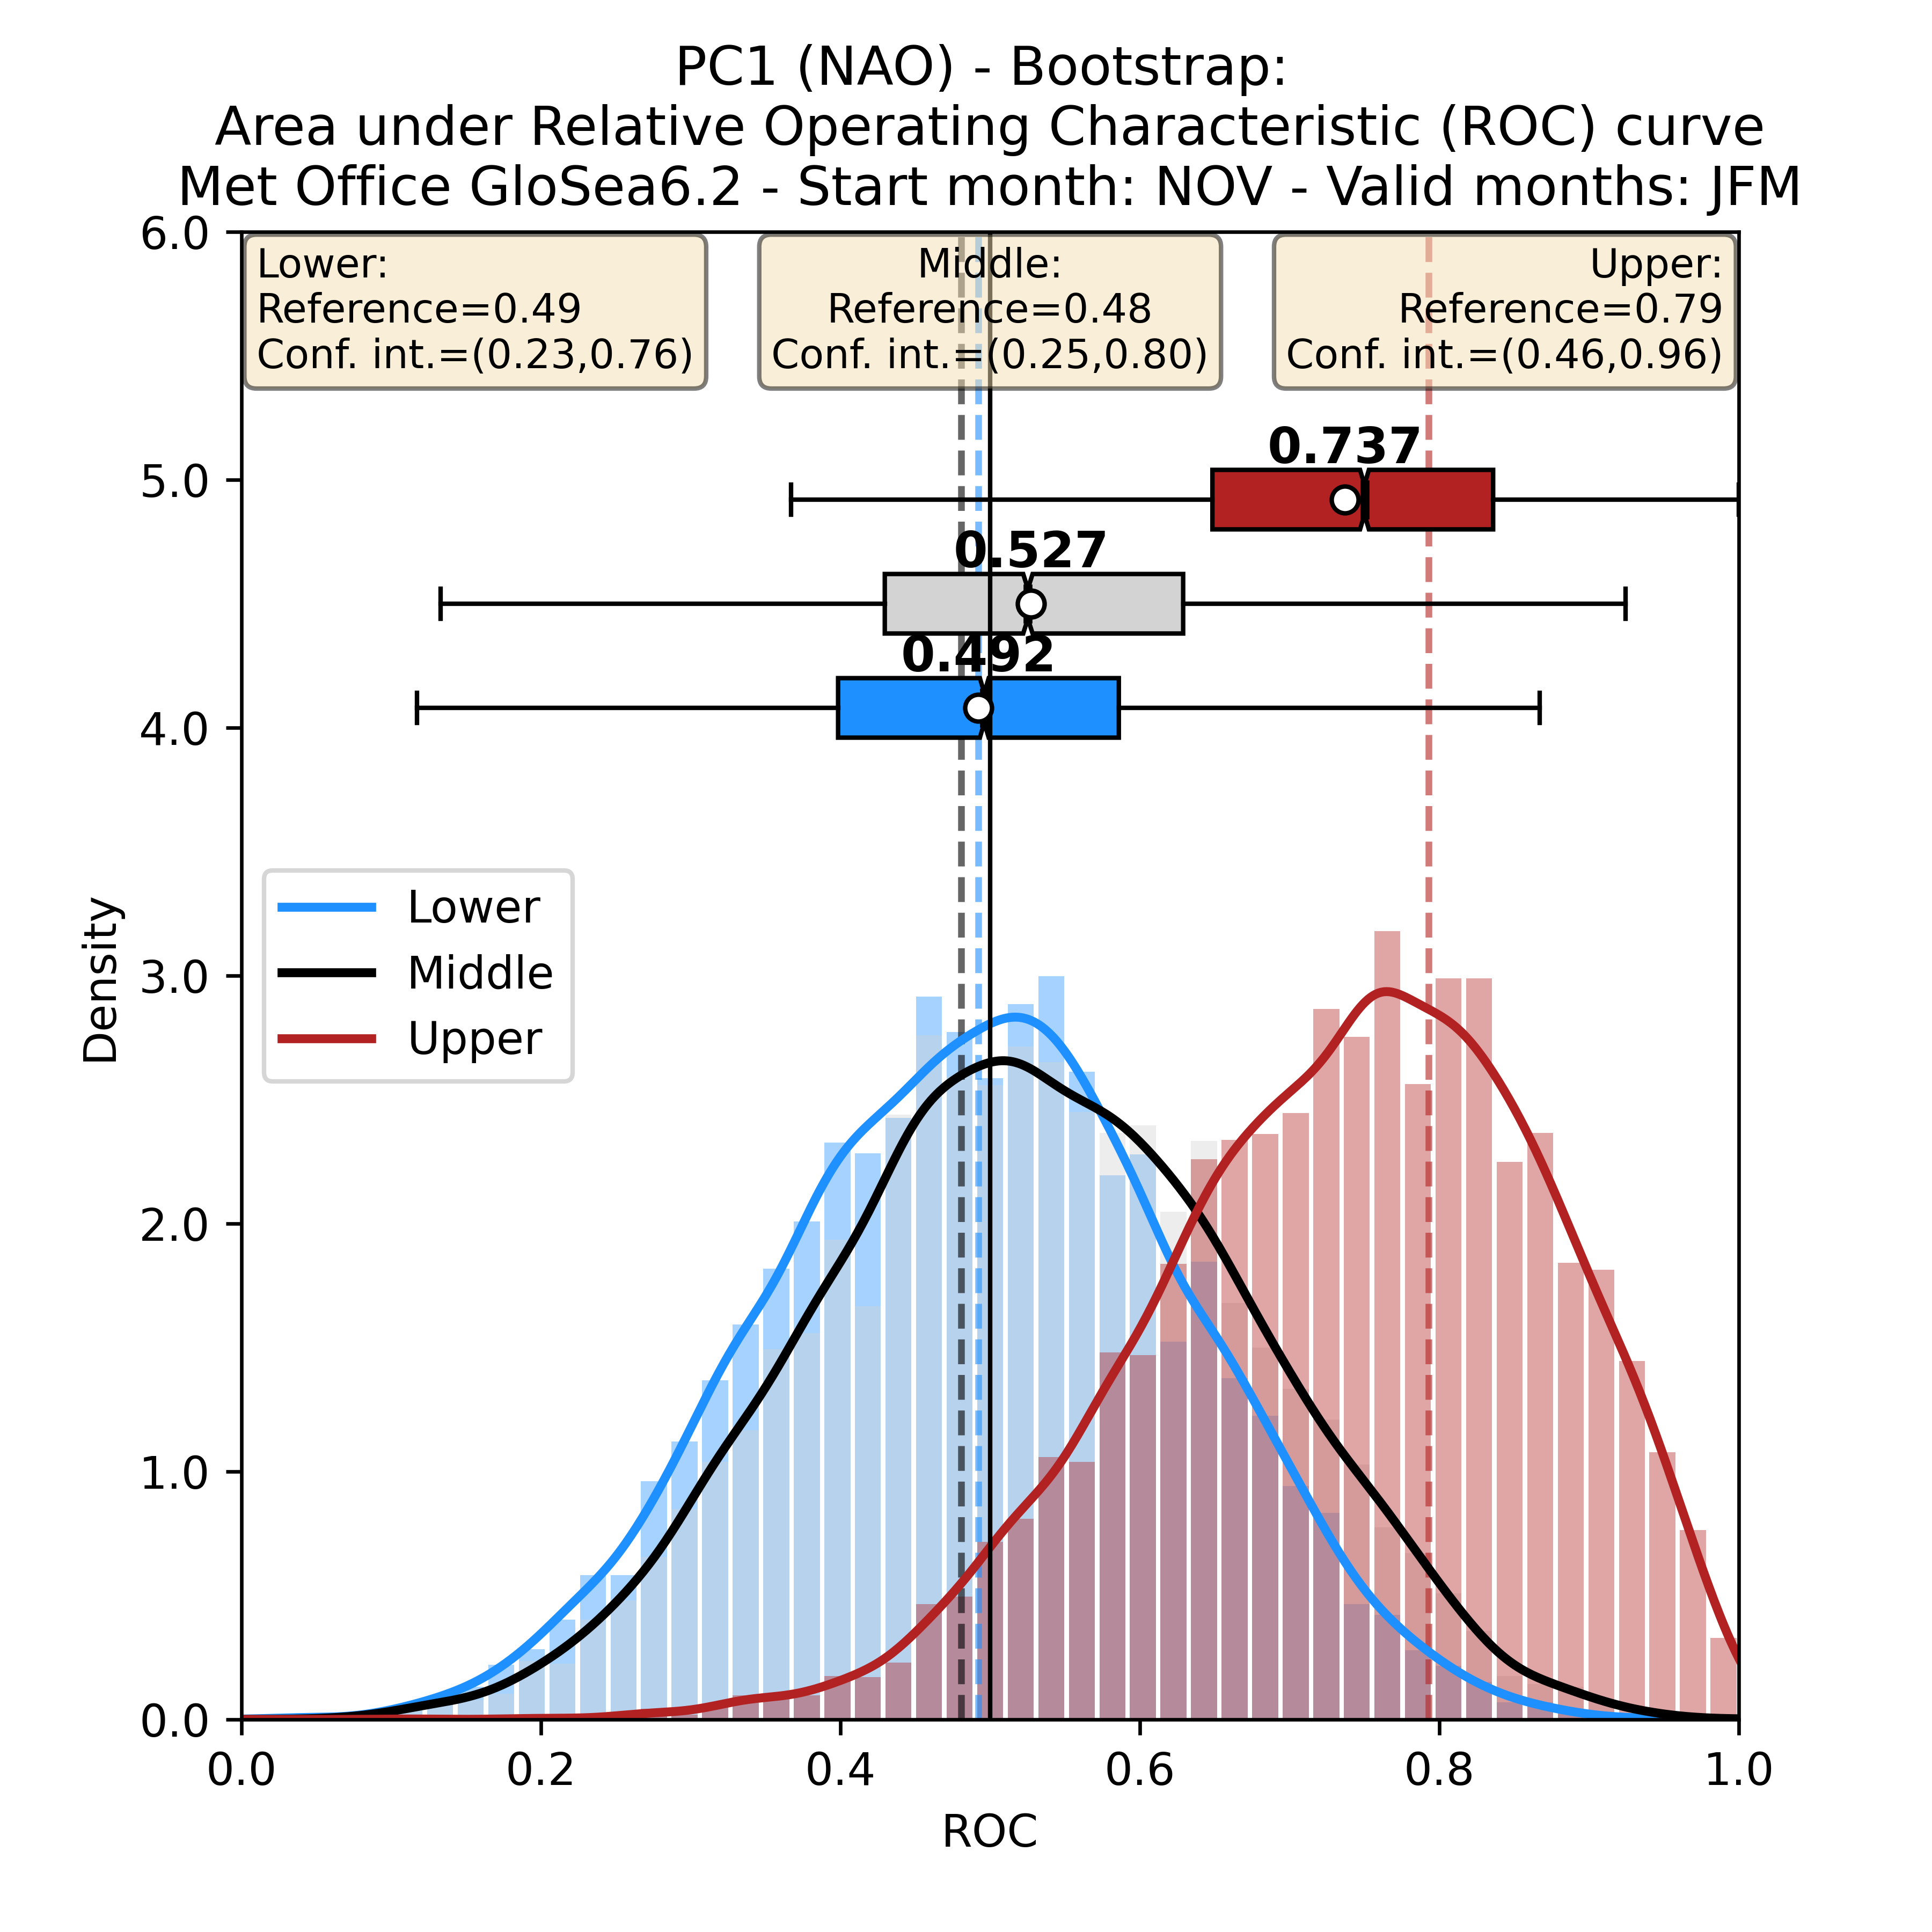 PC1 (NAO) - Bootstrap:
Area under Relative Operating Characteristic (ROC) curve
Met Office GloSea6.2 - Start month: NOV - Valid months: JFM
Lower:
Reference=0.49
Conf. int.=(0.23,0.76)
Middle:
Reference=0.48
Conf. int.=(0.25,0.80)
Upper:
Reference=0.79
Conf. int.=(0.46,0.96)
0.737
0.527
0.492
Lower
Middle
Upper
Density
6.0
5.0
4.0
3.0
2.0
1.0
0.0
0.0 0.2 0.4 0.6 0.8 1.0
ROC